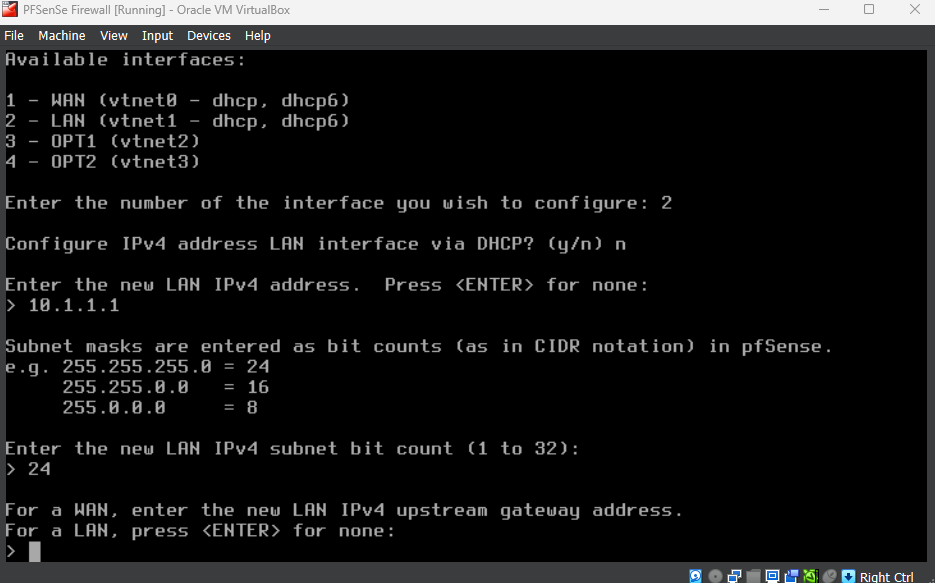 PFSenSe Firewall [Running] - Oracle VM VirtualBox
File Machine View Input Devices Help
Available interfaces:
1 - WAN (vtnet0 - dhcp, dhcp6)
2 - LAN (vtnet1 - dhcp, dhcp6)
3 - OPT1 (vtnet2)
4 - OPT2 (vtnet3)
Enter the number of the interface you wish to configure: 2
Configure IPv4 address LAN interface via DHCP? (y/n) n
Enter the new LAN IPv4 address.  Press <ENTER> for none:
> 10.1.1.1
Subnet masks are entered as bit counts (as in CIDR notation) in pfSense.
e.g. 255.255.255.0 = 24
     255.255.0.0   = 16
     255.0.0.0     = 8
Enter the new LAN IPv4 subnet bit count (1 to 32):
> 24
For a WAN, enter the new LAN IPv4 upstream gateway address.
For a LAN, press <ENTER> for none:
>
Right Ctrl